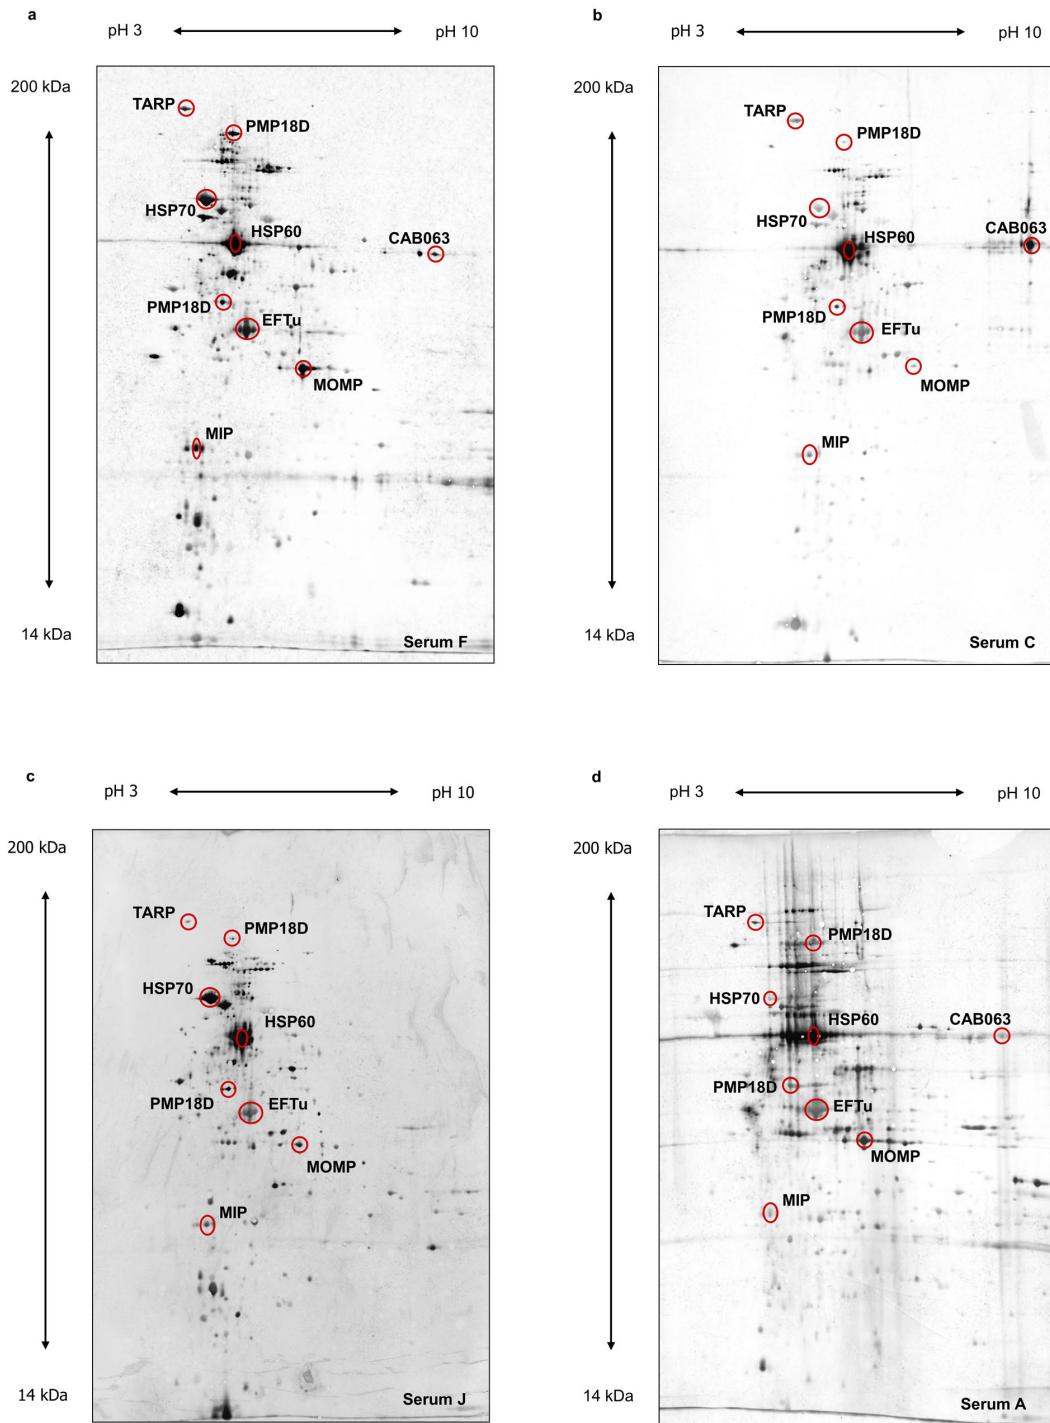 a
pH 3
pH 10
200 kDa
TARP
PMP18D
HSP70
HSP60
CAB063
PMP18D
EFTu
MOMP
MIP
14 kDa
Serum F
b
pH 3
pH 10
200 kDa
TARP
PMP18D
HSP70
HSP60
CAB063
PMP18D
EFTu
MOMP
MIP
14 kDa
Serum C
c
pH 3
pH 10
200 kDa
TARP
PMP18D
HSP70
HSP60
PMP18D
EFTu
MOMP
MIP
14 kDa
Serum J
d
pH 3
pH 10
200 kDa
TARP
PMP18D
HSP70
HSP60
CAB063
PMP18D
EFTu
MOMP
MIP
14 kDa
Serum A